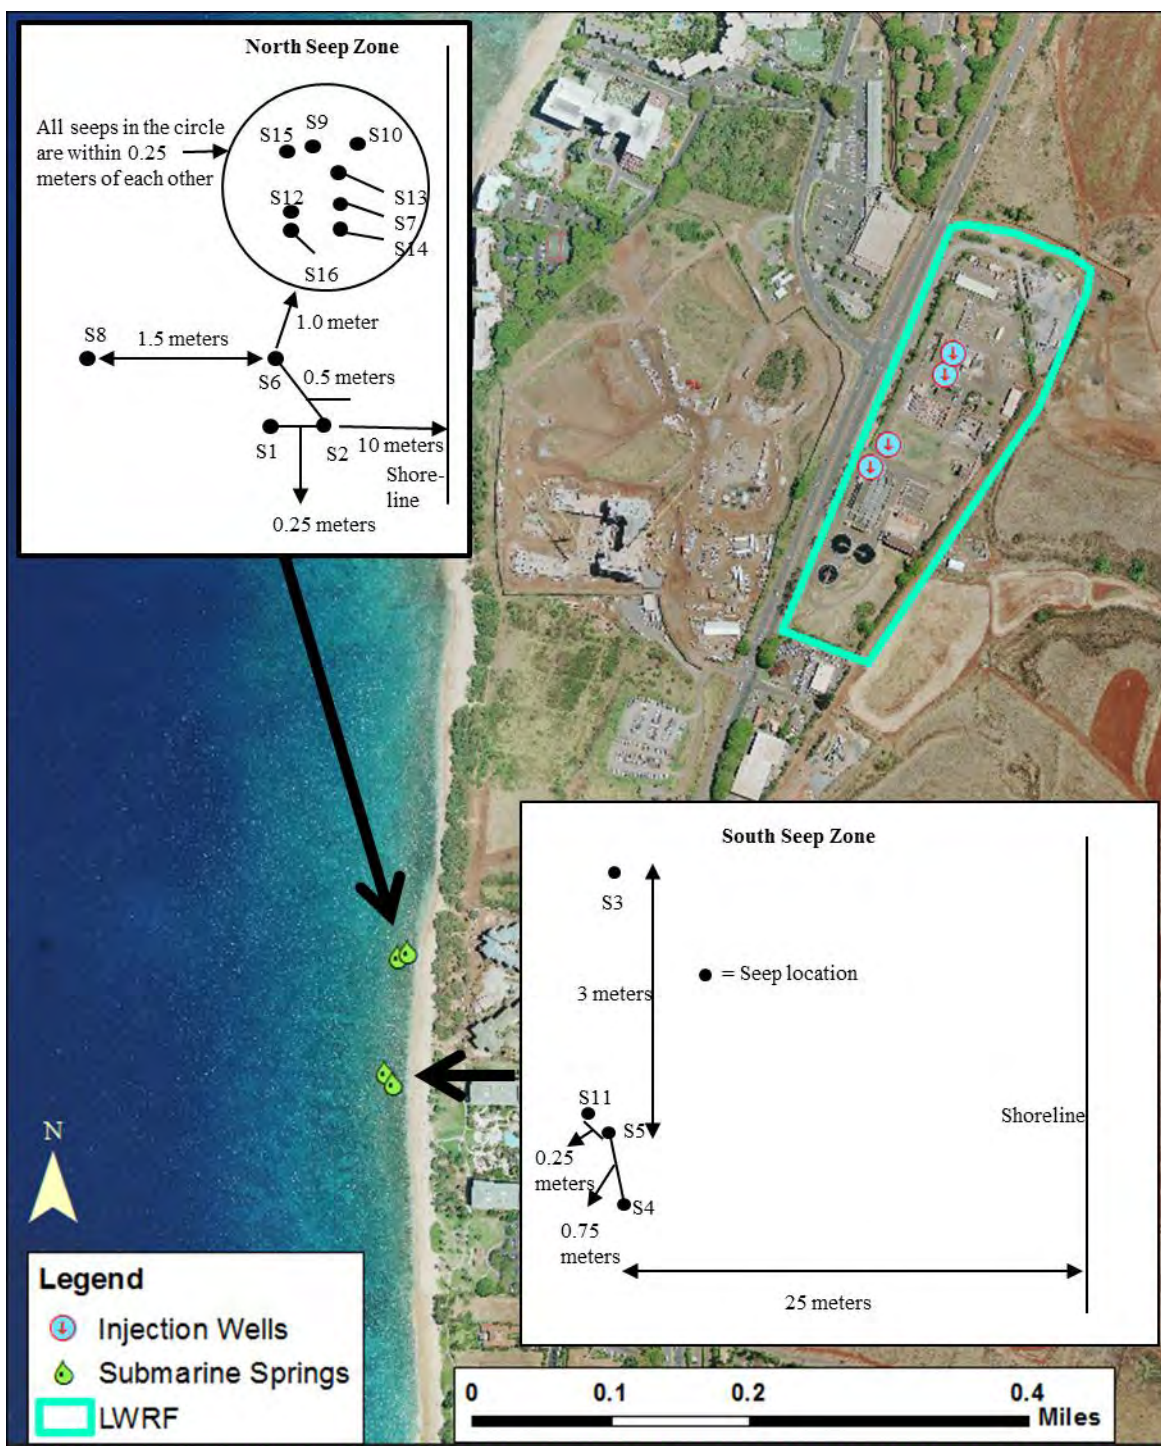 North Seep Zone
All seeps in the circle
are within 0.25
meters of each other
S15
S9
S10
S13
S12
S7
S14
S16
1.0 meter
S8
1.5 meters
S6
0.5 meters
S1
S2
10 meters
Shore-
line
0.25 meters
South Seep Zone
S3
= Seep location
3 meters
S11
Shoreline
S5
0.25
meters
S4
0.75
meters
25 meters
N
Legend
Injection Wells
Submarine Springs
LWRF
0
0.1
0.2
0.4
Miles